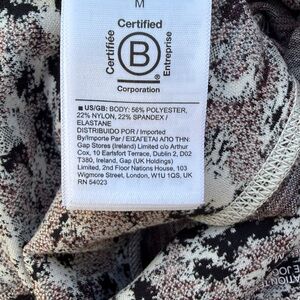 M
Certified
Certifiée
B
Entreprise
Corporation
■ US/GB: BODY: 56% POLYESTER,
22% NYLON, 22% SPANDEX /
ELASTANE
DISTRIBUIDO POR / Imported
By/Importe Par / ΕΙΣΑΓΕΤΑΙ ΑΠΟ ΤΗΝ:
Gap Stores (Ireland) Limited c/o Arthur
Cox, 10 Earlsfort Terrace, Dublin 2, D02
T380, Ireland, Gap (UK Holdings)
Limited, 2nd Floor Nations House, 103
Wigmore Street, London, W1U 1QS, UK
RN 54023